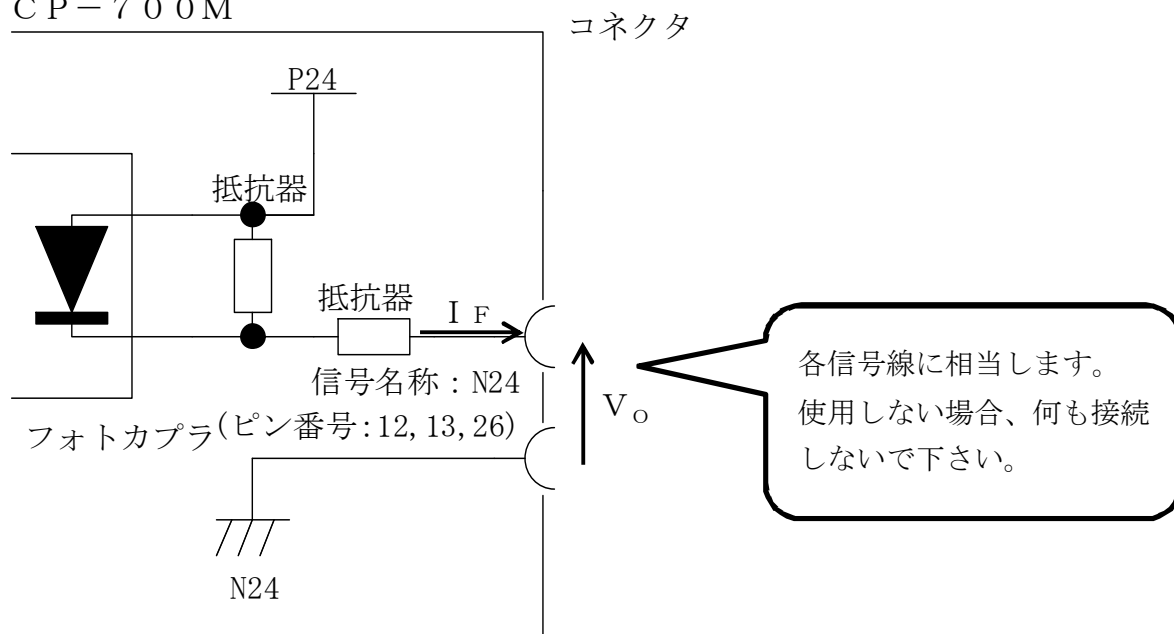 ＣＰ－７００Ｍ
コネクタ
P24
抵抗器
抵抗器
ＩF
信号名称：N24
(ピン番号:12,13,26)
フォトカプラ
ＶO
各信号線に相当します。
使用しない場合、何も接続
しないで下さい。
N24